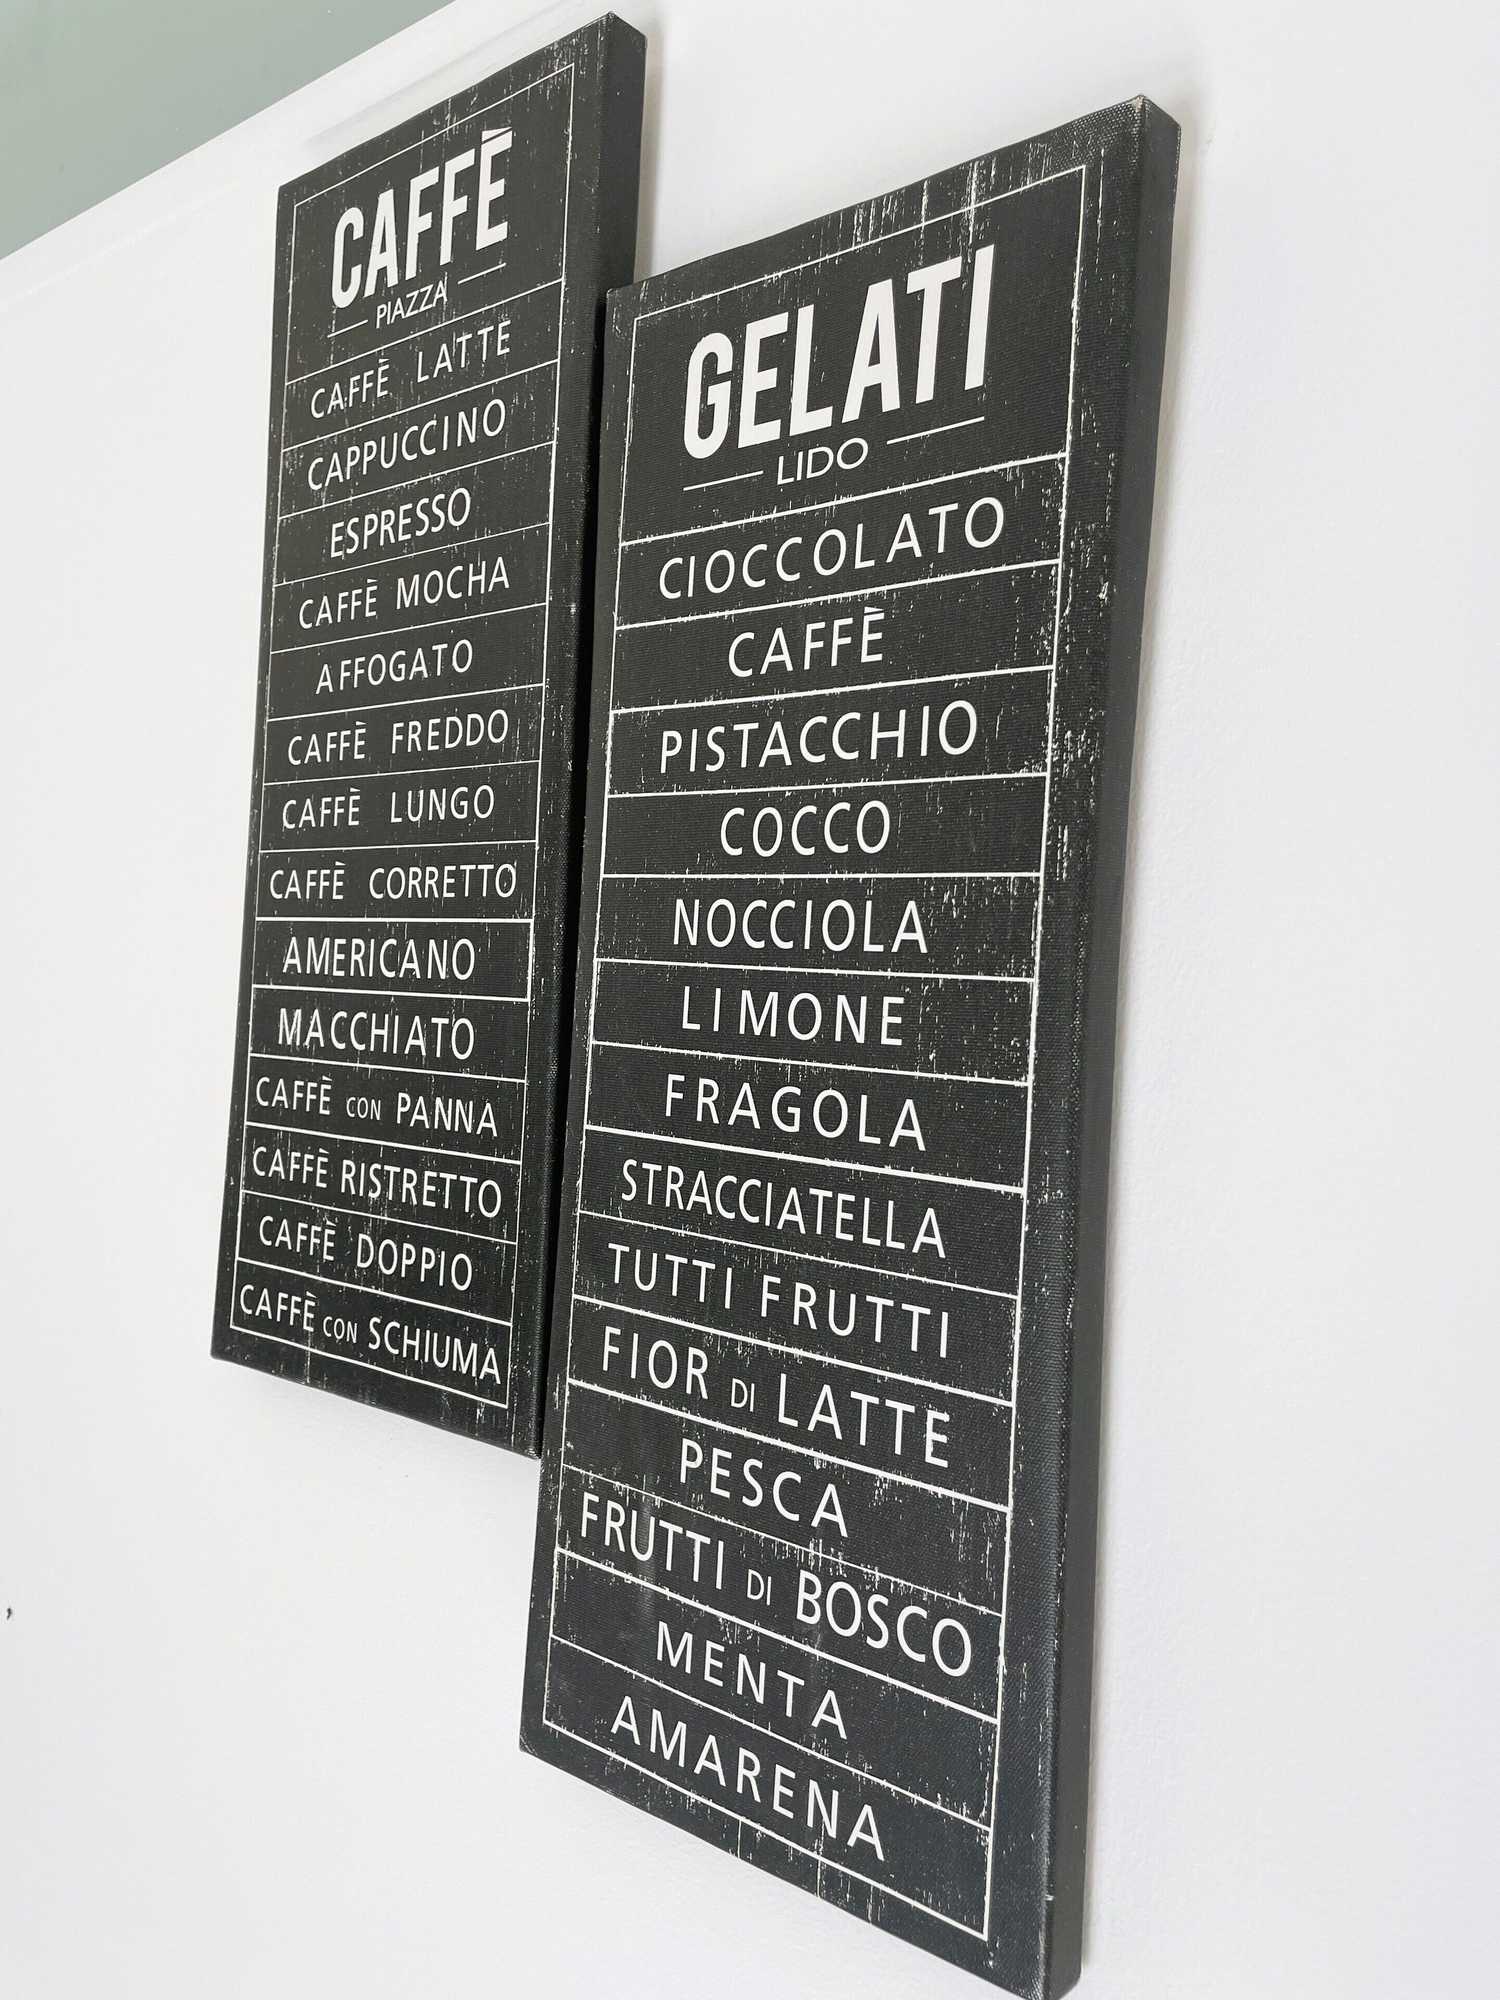 CAFFÈ
PIAZZA
CAFFÈ LATTE
CAPPUCCINO
ESPRESSO
CAFFÈ MOCHA
AFFOGATO
CAFFÈ FREDDO
CAFFÈ LUNGO
CAFFÈ CORRETTO
AMERICANO
MACCHIATO
CAFFÈ CON PANNA
CAFFÈ RISTRETTO
CAFFÈ DOPPIO
CAFFÈ CON SCHIUMA
GELATI
LIDO
CIOCCOLATO
CAFFÈ
PISTACCHIO
COCCO
NOCCIOLA
LIMONE
FRAGOLA
STRACCIATELLA
TUTTI FRUTTI
FIOR DI LATTE
PESCA
FRUTTI DI BOSCO
MENTA
AMARENA